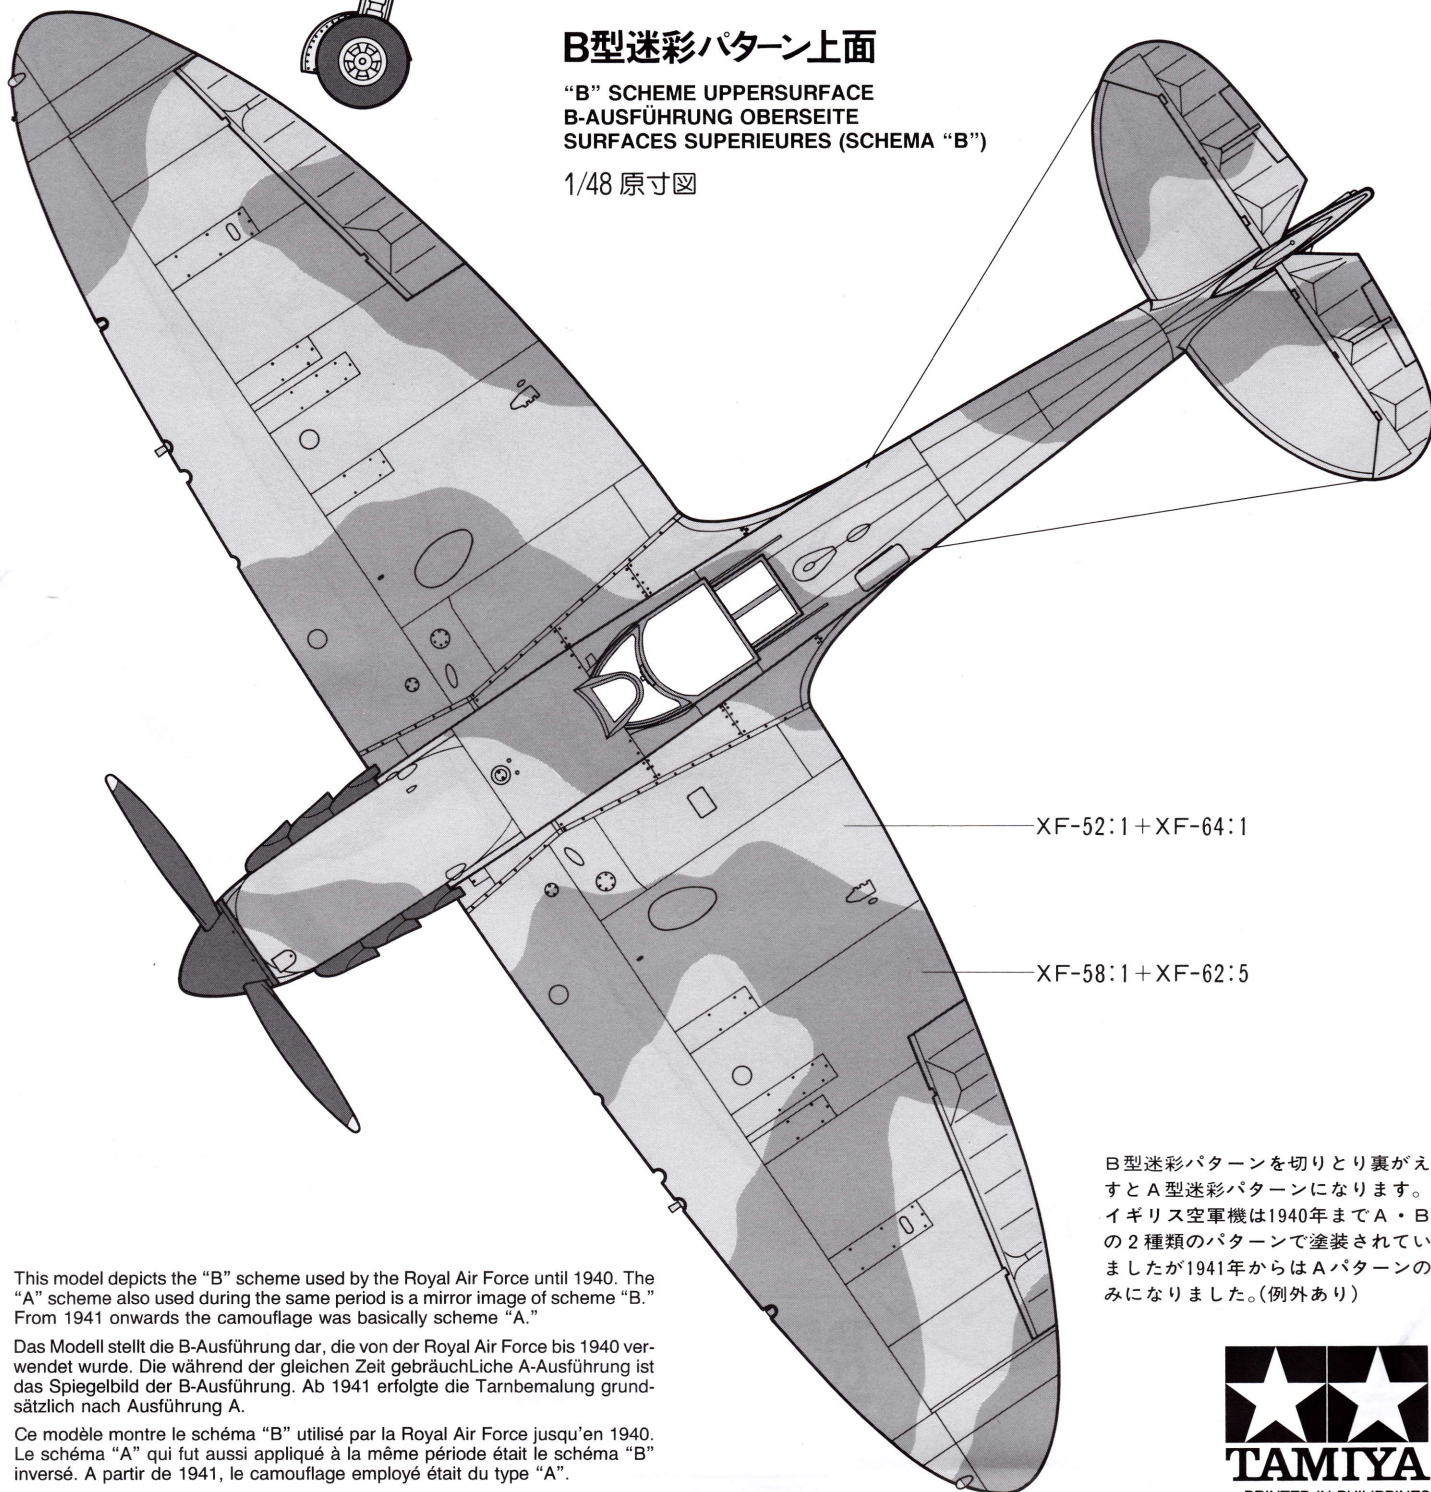 B型迷彩パターン上面
“B” SCHEME UPPERSURFACE
B-AUSFÜHRUNG OBERSEITE
SURFACES SUPERIEURES (SCHEMA “B”)
1/48 原寸図
XF-52:1+XF-64:1
XF-58:1+XF-62:5
B型迷彩パターンを切りとり裏がえ
すとA型迷彩パターンになります。
イギリス空軍機は1940年までA・B
の2種類のパターンで塗装されてい
ましたが1941年からはAパターンの
みになりました。(例外あり)
This model depicts the “B” scheme used by the Royal Air Force until 1940. The
“A” scheme also used during the same period is a mirror image of scheme “B.”
From 1941 onwards the camouflage was basically scheme “A.”
Das Modell stellt die B-Ausführung dar, die von der Royal Air Force bis 1940 ver-
wendet wurde. Die während der gleichen Zeit gebräuchLiche A-Ausführung ist
das Spiegelbild der B-Ausführung. Ab 1941 erfolgte die Tarnbemalung grund-
sätzlich nach Ausführung A.
Ce modèle montre le schéma “B” utilisé par la Royal Air Force jusqu’en 1940.
Le schéma “A” qui fut aussi appliqué à la même période était le schéma “B”
inversé. A partir de 1941, le camouflage employé était du type “A”.
TAMIYA
PRINTED IN PHILIPPINES